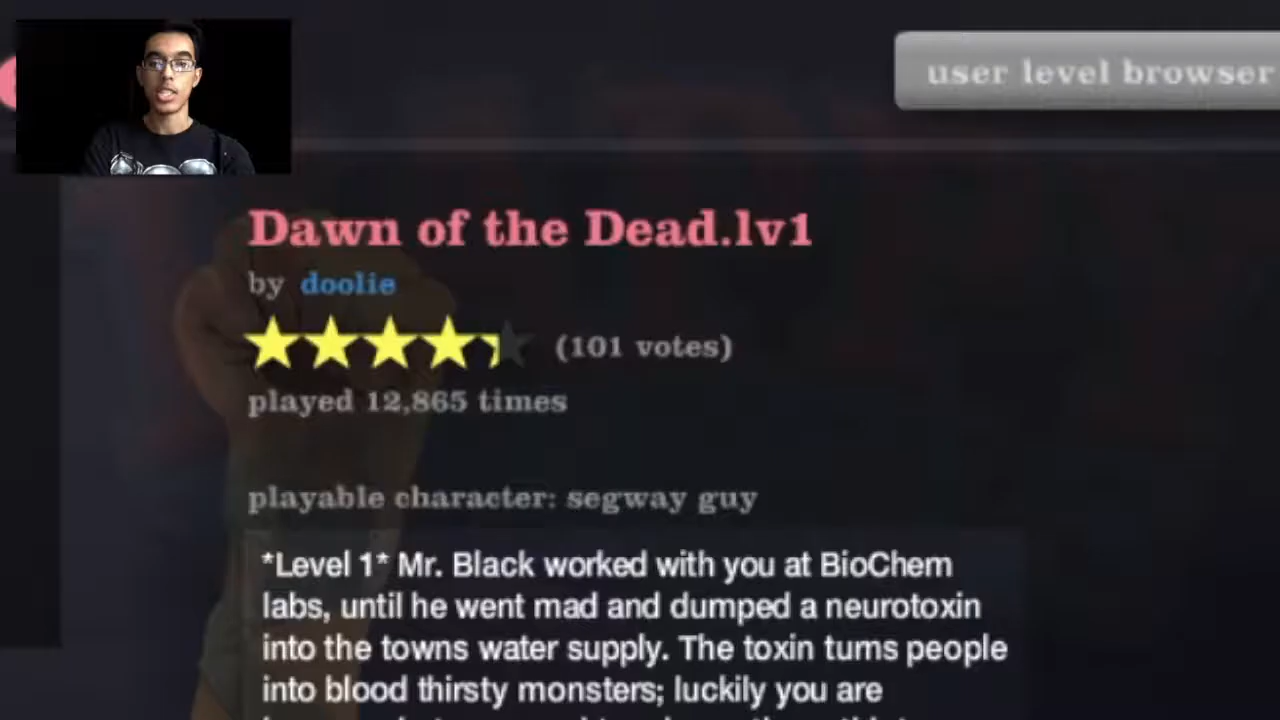 user level browser
Dawn of the Dead.lv1
by doolie
(101 votes)
played 12,865 times
playable character: segway guy
*Level 1* Mr. Black worked with you at BioChem
labs, until he went mad and dumped a neurotoxin
into the towns water supply. The toxin turns people
into blood thirsty monsters; luckily you are